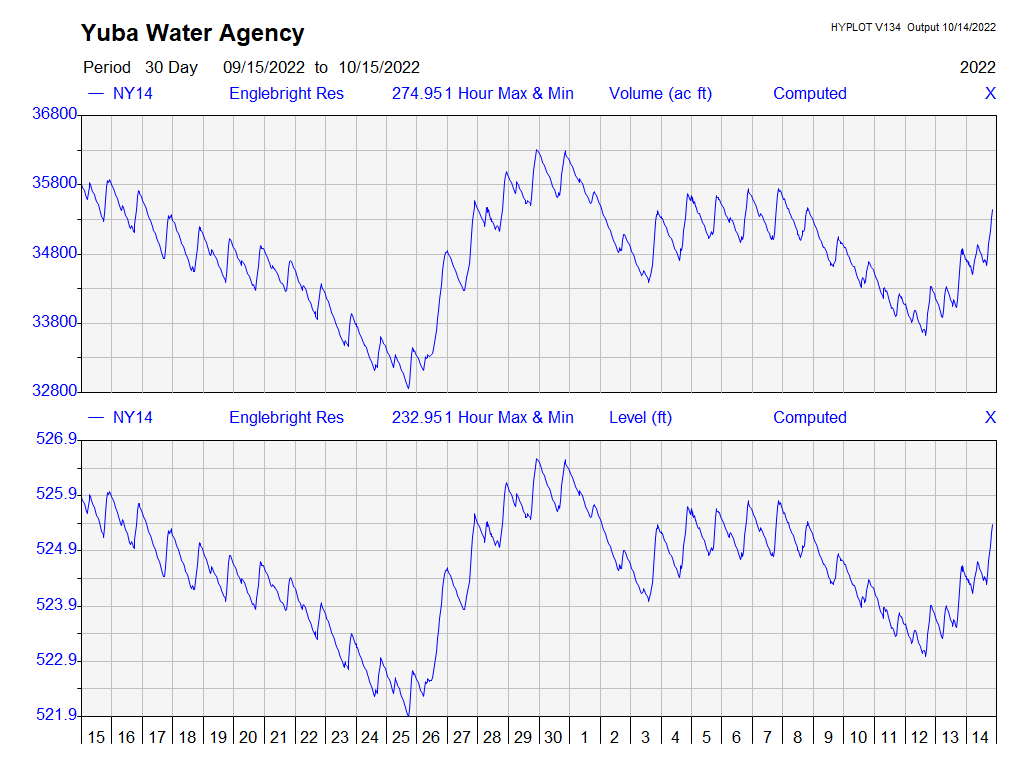 Yuba Water Agency
HYPLOT V134 Output 10/14/2022
Period 30 Day 09/15/2022 to 10/15/2022
2022
NY14 Englebright Res 274.951 Hour Max & Min Volume (ac ft) Computed X
36800
35800
34800
33800
32800
NY14 Englebright Res 232.951 Hour Max & Min Level (ft) Computed X
526.9
525.9
524.9
523.9
522.9
521.9
15 16 17 18 19 20 21 22 23 24 25 26 27 28 29 30 1 2 3 4 5 6 7 8 9 10 11 12 13 14